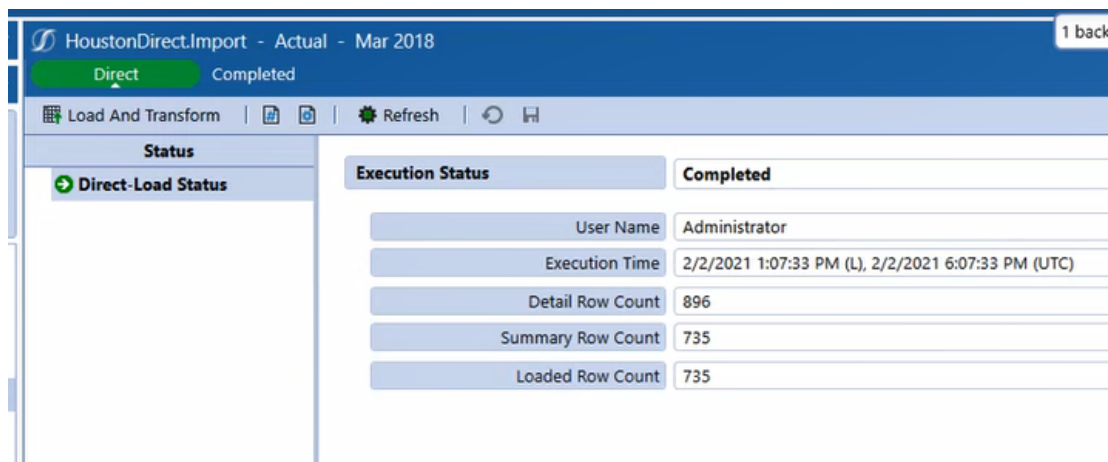 HoustonDirect.Import - Actual - Mar 2018
1 back
Direct Completed
Load And Transform Refresh
Status
Direct-Load Status
Execution Status Completed
User Name Administrator
Execution Time 2/2/2021 1:07:33 PM (L), 2/2/2021 6:07:33 PM (UTC)
Detail Row Count 896
Summary Row Count 735
Loaded Row Count 735